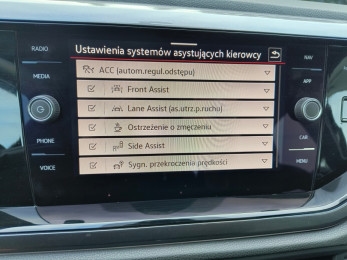 Ustawienia systemów asystujących kierowcy
RADIO
MEDIA
PHONE
VOICE
ACC (autom.regul.odstępu)
Front Assist
Lane Assist (as.utrz.p.ruchu)
Ostrzeżenie o zmęczeniu
Side Assist
Sygn. przekroczenia prędkości
NAV
APP
CAR
MENU